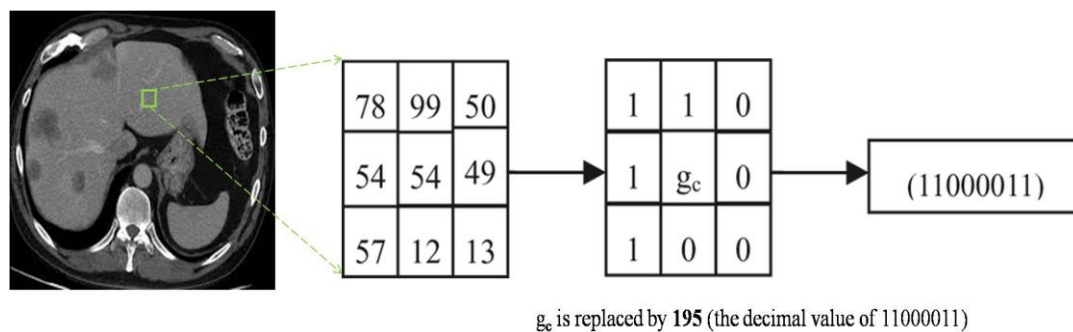 78 99 50
54 54 49
57 12 13
1 1 0
1 gc 0
1 0 0
(11000011)
gc is replaced by 195 (the decimal value of 11000011)